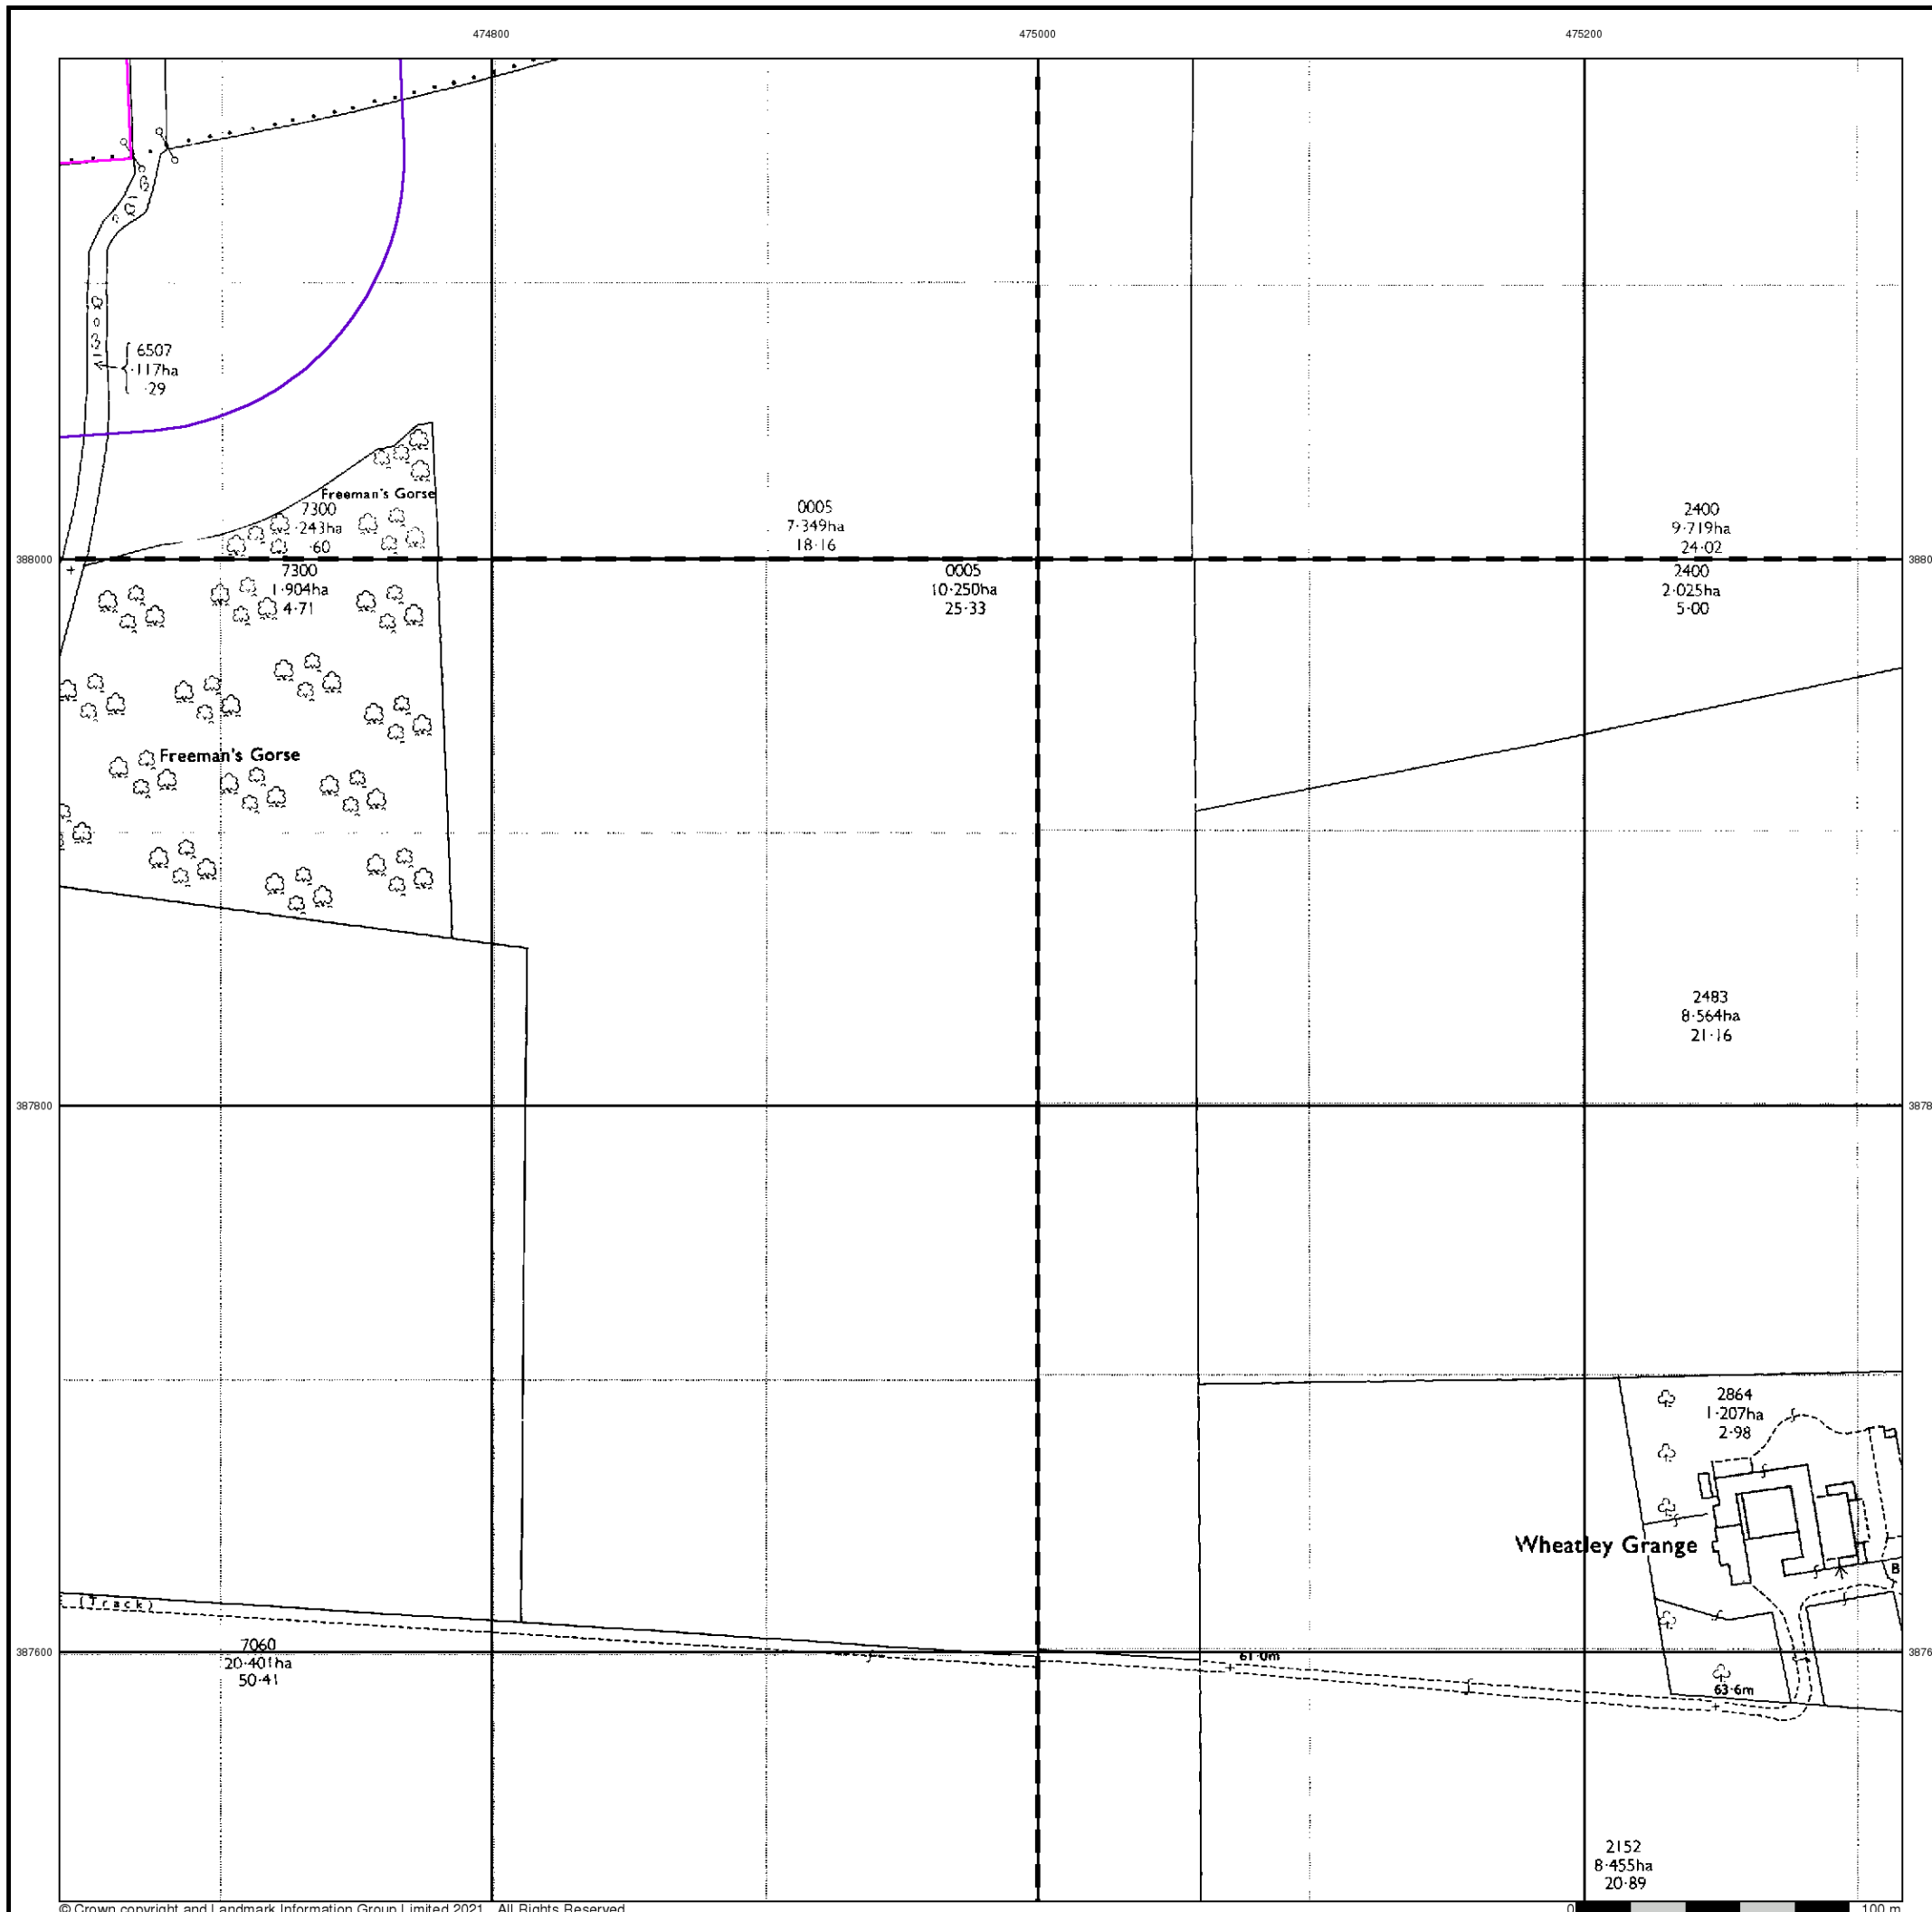 474800 475000 475200
6507
·117ha
·29
Freeman's Gorse
7300
·243ha
·60
0005
7·349ha
18·16
2400
9·719ha
24·02
388000
7300
1·904ha
4·71
0005
10·250ha
25·33
2400
2·025ha
5·00
3880
Freeman's Gorse
2483
8·564ha
21·16
387800
3878
2864
1·207ha
2·98
Wheatley Grange
B
(Track)
387600
7060
20·401ha
50·41
61·0m
3876
63·6m
2152
8·455ha
20·89
© Crown copyright and Landmark Information Group Limited 2021. All Rights Reserved
0 100 m